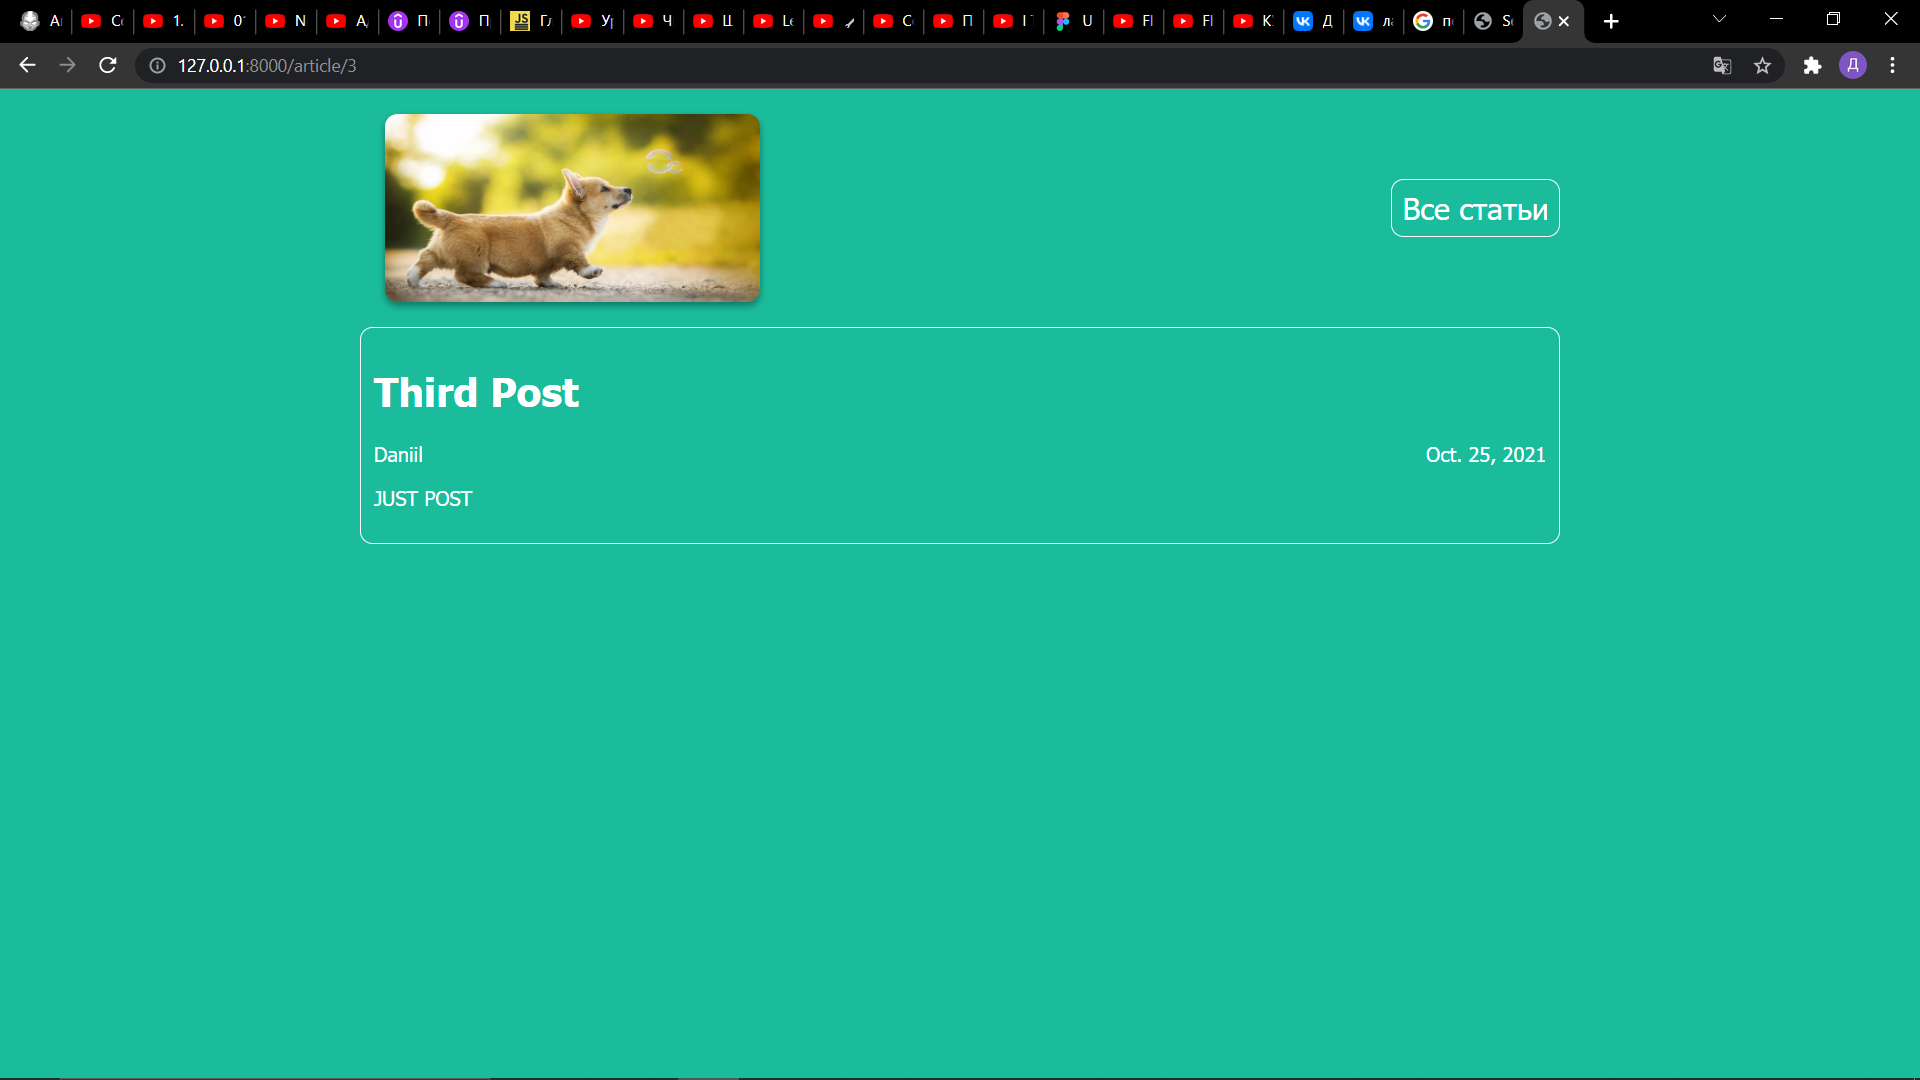 127.0.0.1:8000/article/3
Д
Все статьи
Third Post
Daniil
Oct. 25, 2021
JUST POST